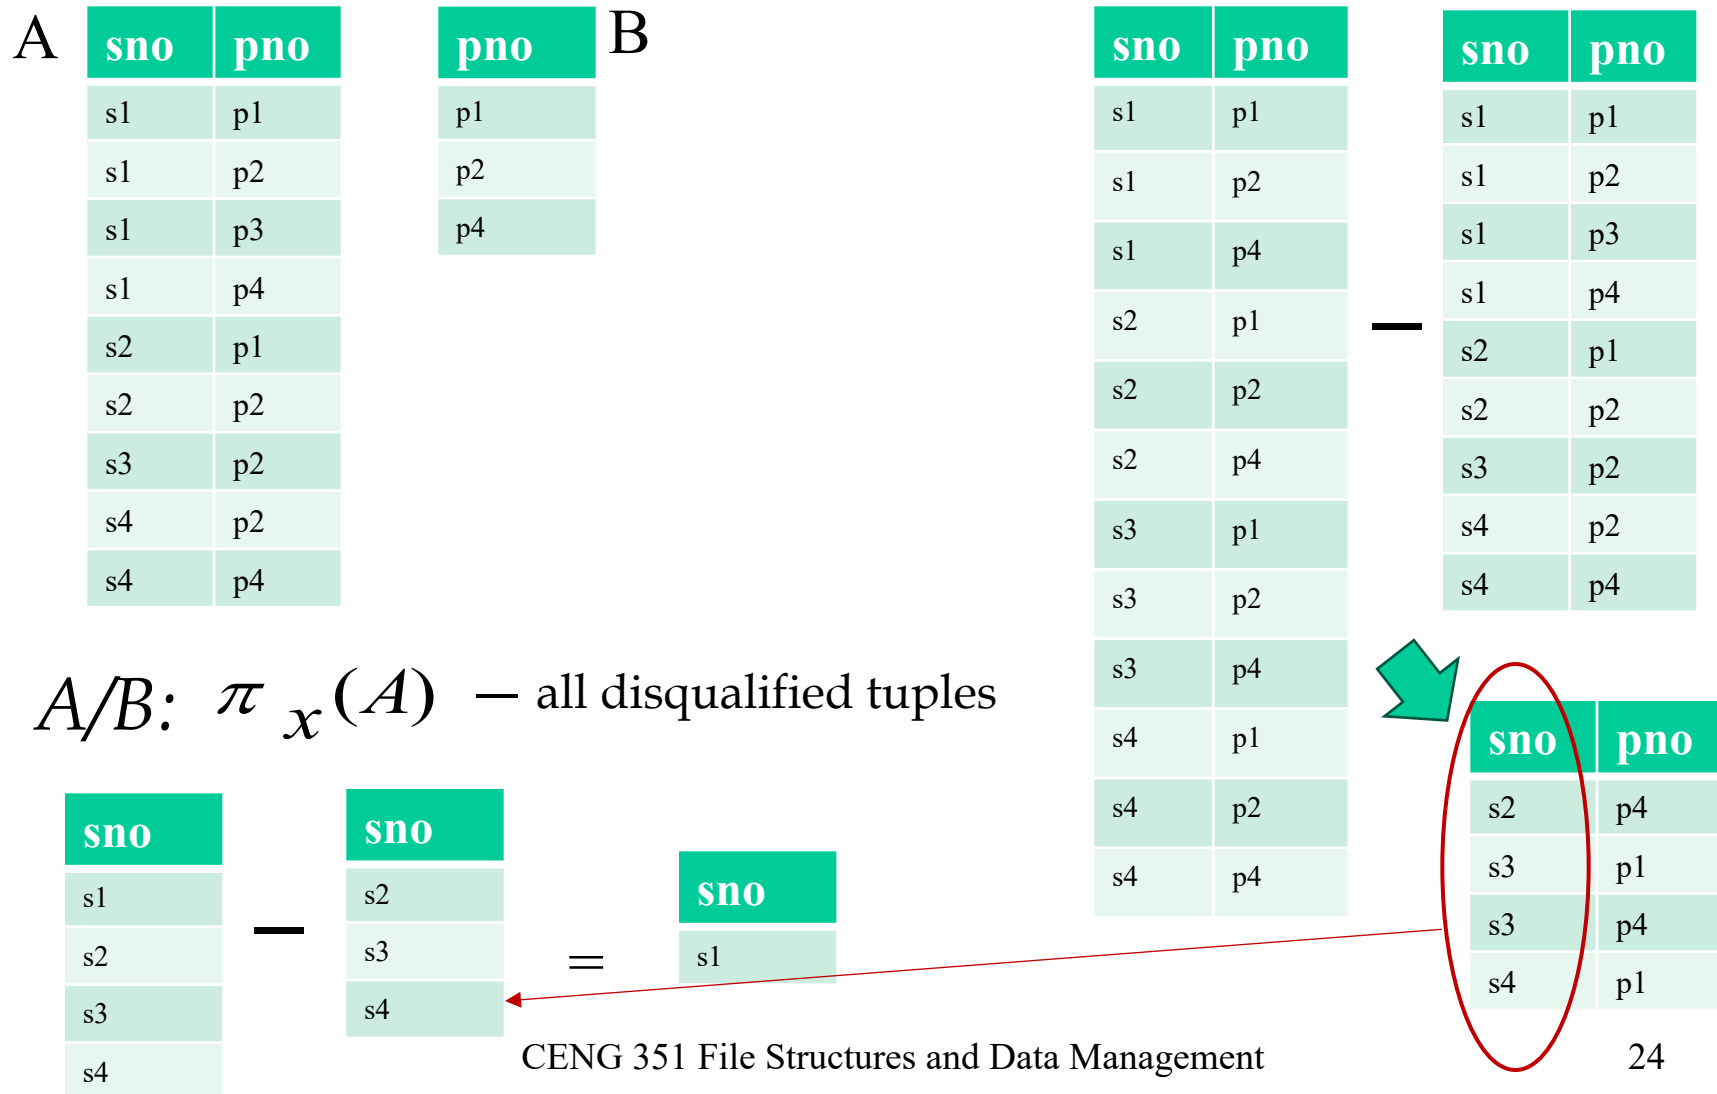 A
sno pno
s1 p1
s1 p2
s1 p3
s1 p4
s2 p1
s2 p2
s3 p2
s4 p2
s4 p4
B
pno
p1
p2
p4
sno pno
s1 p1
s1 p2
s1 p4
s2 p1
s2 p2
s2 p4
s3 p1
s3 p2
s3 p4
s4 p1
s4 p2
s4 p4
−
sno pno
s1 p1
s1 p2
s1 p3
s1 p4
s2 p1
s2 p2
s3 p2
s4 p2
s4 p4
sno pno
s2 p4
s3 p1
s3 p4
s4 p1
A/B: π x (A) − all disqualified tuples
sno
s1
s2
s3
s4
−
sno
s2
s3
s4
=
sno
s1
CENG 351 File Structures and Data Management
24